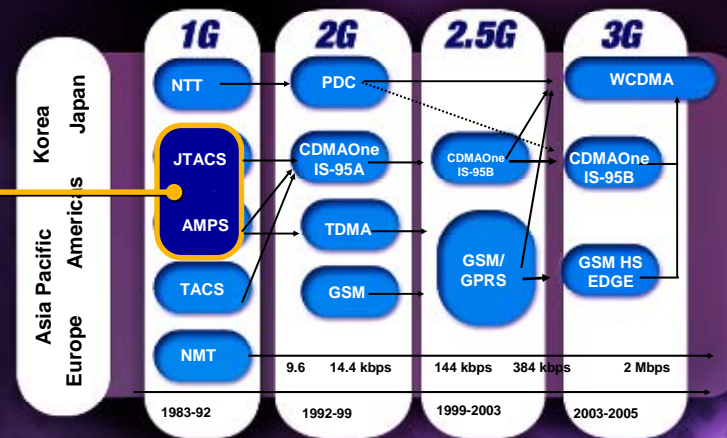 1G
2G
2.5G
3G
Korea
Japan
Asia Pacific
Americas
Europe
NTT
PDC
WCDMA
JTACS
CDMAOne
IS-95A
CDMAOne
IS-95B
CDMAOne
IS-95B
AMPS
TDMA
GSM/
GPRS
TACS
GSM
GSM HS
EDGE
NMT
9.6
14.4 kbps
144 kbps
384 kbps
2 Mbps
1983-92
1992-99
1999-2003
2003-2005